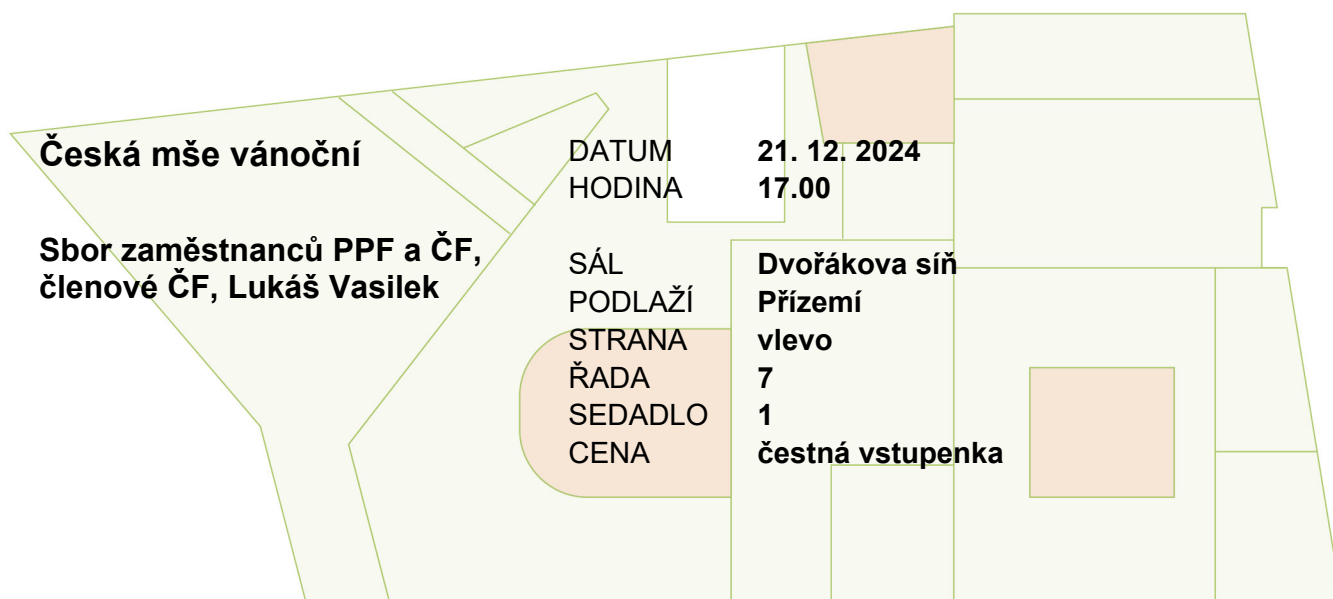 Česká mše vánoční
Sbor zaměstnanců PPF a ČF,
členové ČF, Lukáš Vasilek
DATUM 21. 12. 2024
HODINA 17.00
SÁL Dvořákova síň
PODLAŽÍ Přízemí
STRANA vlevo
ŘADA 7
SEDADLO 1
CENA čestná vstupenka